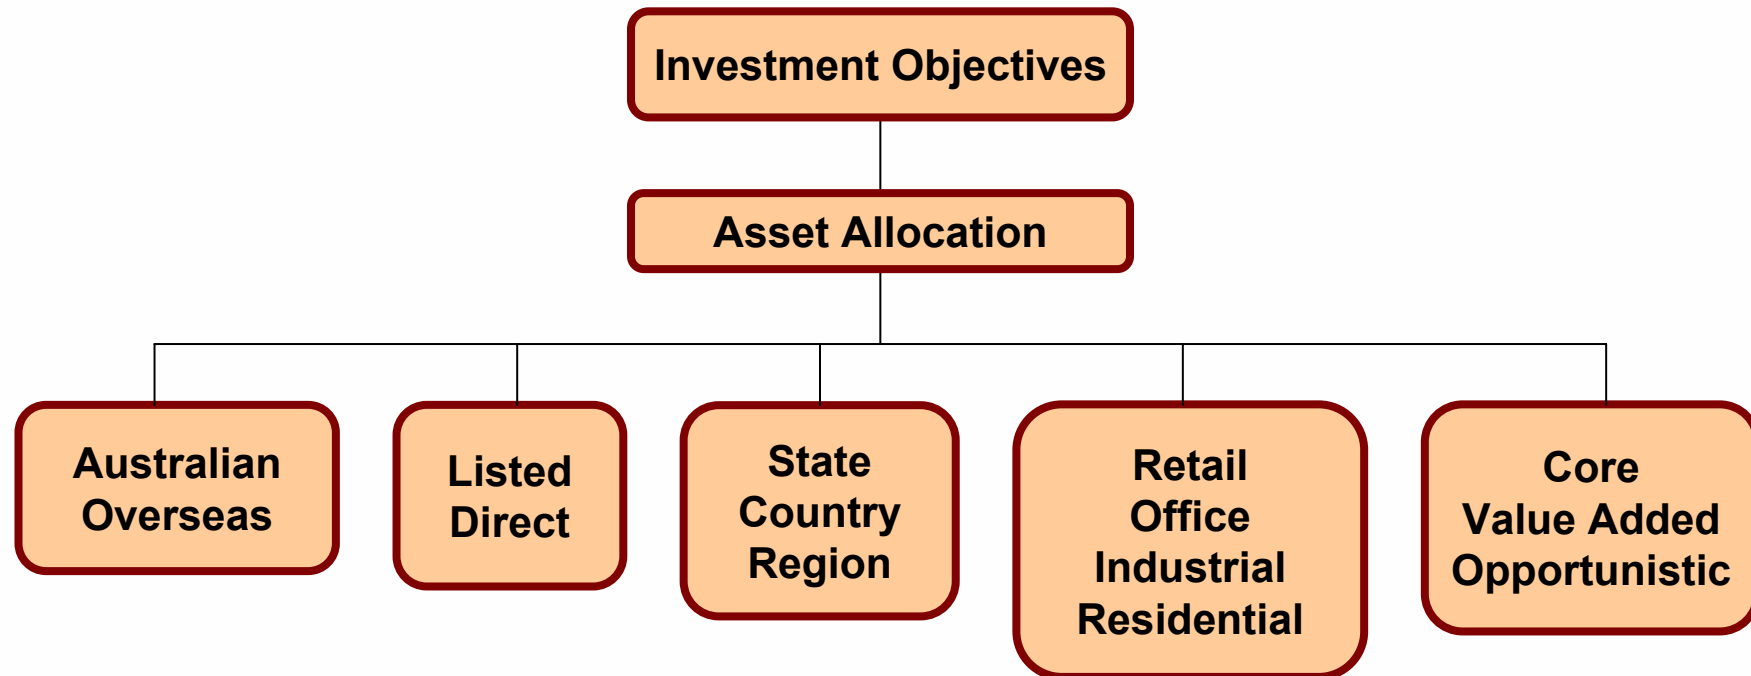 Investment Objectives
Asset Allocation
Australian
Overseas
Listed
Direct
State
Country
Region
Retail
Office
Industrial
Residential
Core
Value Added
Opportunistic